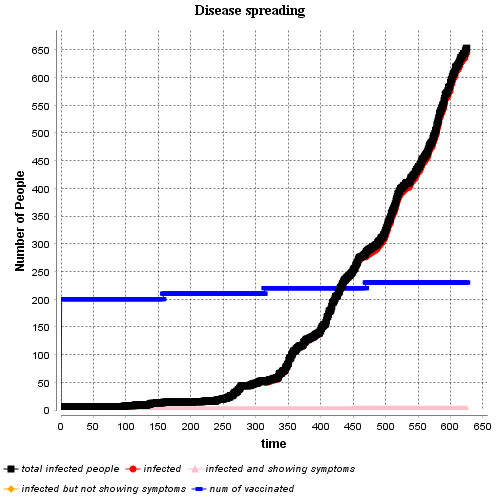 Disease spreading
Number of People
650
600
550
500
450
400
350
300
250
200
150
100
50
0
0 50 100 150 200 250 300 350 400 450 500 550 600 650
time
total infected people infected infected and showing symptoms
infected but not showing symptoms num of vaccinated